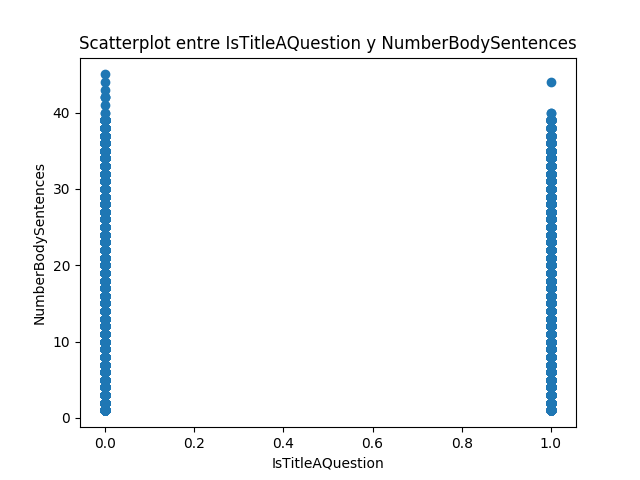 Scatterplot entre IsTitleAQuestion y NumberBodySentences
NumberBodySentences
40
30
20
10
0
0.0 0.2 0.4 0.6 0.8 1.0
IsTitleAQuestion